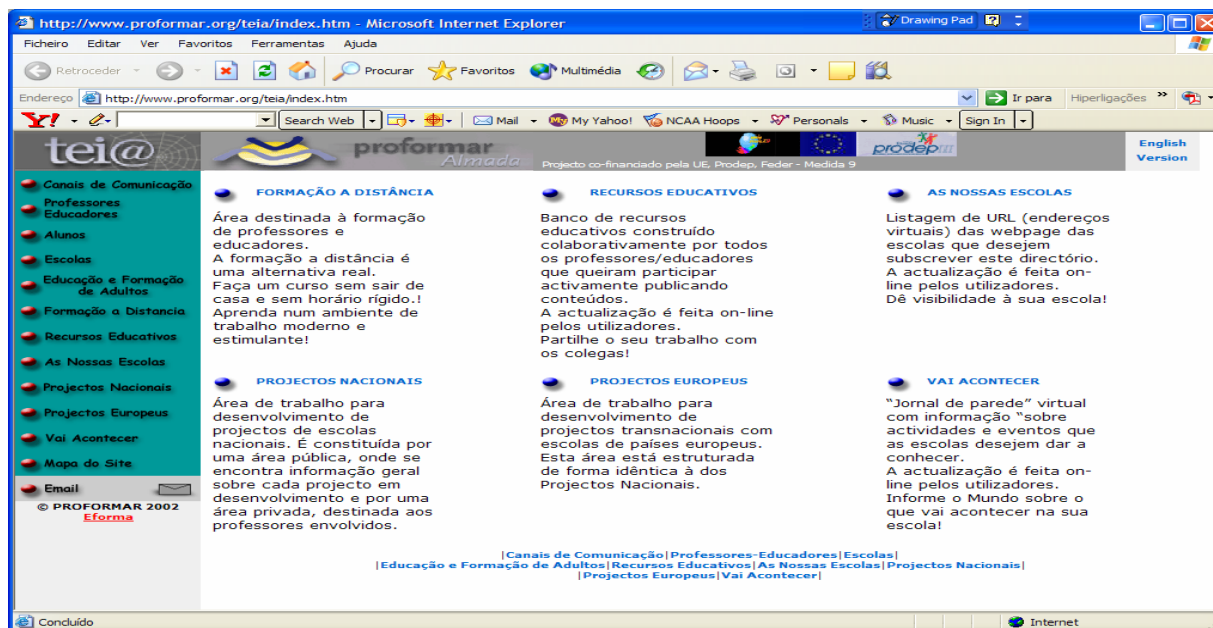 http://www.proformar.org/teia/index.htm - Microsoft Internet Explorer
Drawing Pad
Ficheiro Editar Ver Favoritos Ferramentas Ajuda
Retroceder Procurar Favoritos Multimédia
Endereço http://www.proformar.org/teia/index.htm Ir para Hiperligações »
Y! Search Web Mail My Yahoo! NCAA Hoops Personals Music Sign In
tei@
proformar
Almada
Projecto co-financiado pela UE, Prodep, Feder - Medida 9
prodep III
English
Version
Canais de Comunicação
Professores
Educadores
Alunos
Escolas
Educação e Formação
de Adultos
Formação a Distancia
Recursos Educativos
As Nossas Escolas
Projectos Nacionais
Projectos Europeus
Vai Acontecer
Mapa do Site
Email
© PROFORMAR 2002
Eforma
FORMAÇÃO A DISTÂNCIA
Área destinada à formação
de professores e
educadores.
A formação a distância é
uma alternativa real.
Faça um curso sem sair de
casa e sem horário rígido.!
Aprenda num ambiente de
trabalho moderno e
estimulante!
RECURSOS EDUCATIVOS
Banco de recursos
educativos construído
colaborativamente por todos
os professores/educadores
que queiram participar
activamente publicando
conteúdos.
A actualização é feita on-line
pelos utilizadores.
Partilhe o seu trabalho com
os colegas!
AS NOSSAS ESCOLAS
Listagem de URL (endereços
virtuais) das webpage das
escolas que desejem
subscrever este directório.
A actualização é feita on-
line pelos utilizadores.
Dê visibilidade à sua escola!
PROJECTOS NACIONAIS
Área de trabalho para
desenvolvimento de
projectos de escolas
nacionais. É constituída por
uma área pública, onde se
encontra informação geral
sobre cada projecto em
desenvolvimento e por uma
área privada, destinada aos
professores envolvidos.
PROJECTOS EUROPEUS
Área de trabalho para
desenvolvimento de
projectos transnacionais com
escolas de países europeus.
Esta área está estruturada
de forma idêntica à dos
Projectos Nacionais.
VAI ACONTECER
“Jornal de parede” virtual
com informação “sobre
actividades e eventos que
as escolas desejem dar a
conhecer.
A actualização é feita on-
line pelos utilizadores.
Informe o Mundo sobre o
que vai acontecer na sua
escola!
|Canais de Comunicação|Professores-Educadores|Escolas|
|Educação e Formação de Adultos|Recursos Educativos|As Nossas Escolas|Projectos Nacionais|
|Projectos Europeus|Vai Acontecer|
Concluído Internet